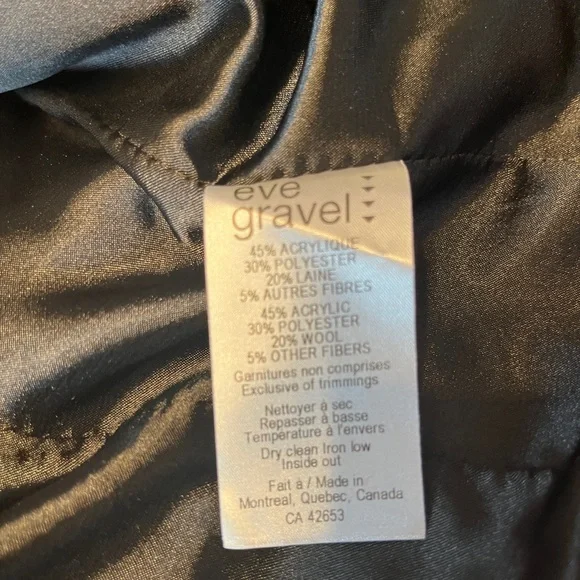 eve
gravel
45% ACRYLIQUE
30% POLYESTER
20% LAINE
5% AUTRES FIBRES
45% ACRYLIC
30% POLYESTER
20% WOOL
5% OTHER FIBERS
Garnitures non comprises
Exclusive of trimmings
Nettoyer à sec
Repasser à basse
Température à l'envers
Dry clean Iron low
Inside out
Fait à / Made in
Montreal, Quebec, Canada
CA 42653